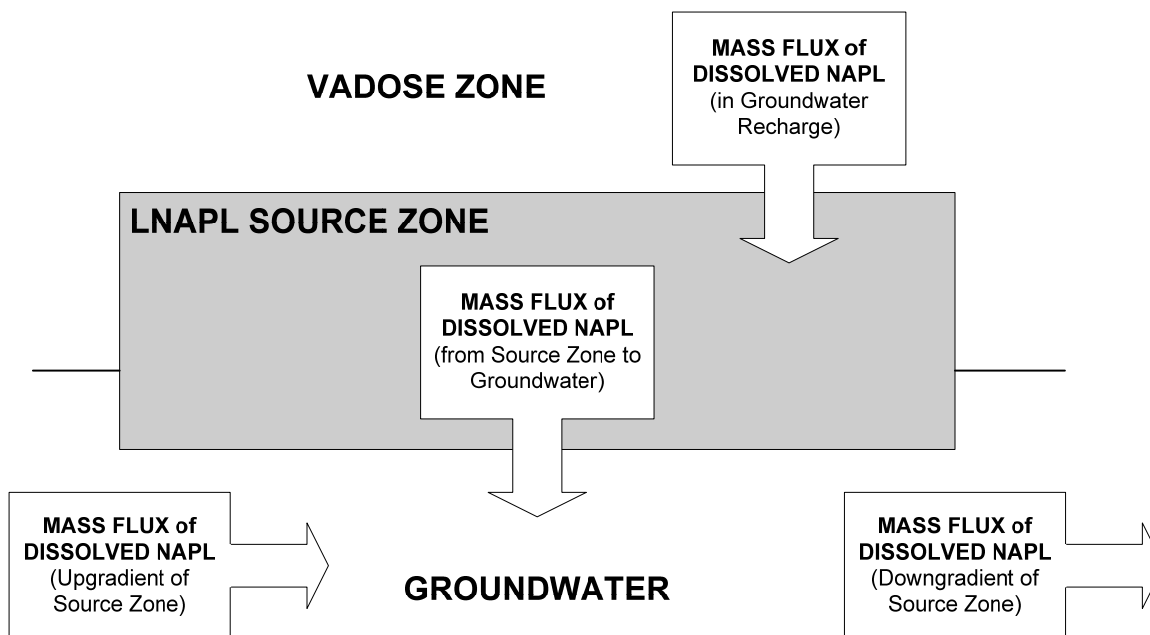 VADOSE ZONE
MASS FLUX of
DISSOLVED NAPL
(in Groundwater
Recharge)
LNAPL SOURCE ZONE
MASS FLUX of
DISSOLVED NAPL
(from Source Zone to
Groundwater)
MASS FLUX of
DISSOLVED NAPL
(Upgradient of
Source Zone)
GROUNDWATER
MASS FLUX of
DISSOLVED NAPL
(Downgradient of
Source Zone)